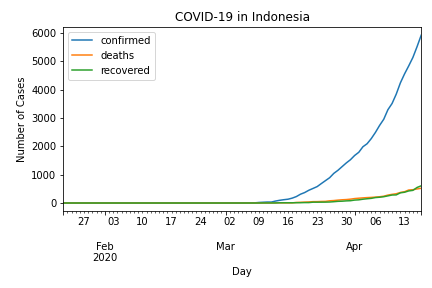 COVID-19 in Indonesia
confirmed
deaths
recovered
Number of Cases
6000
5000
4000
3000
2000
1000
0
27 03 10 17 24 02 09 16 23 30 06 13
Feb Mar Apr
2020
Day